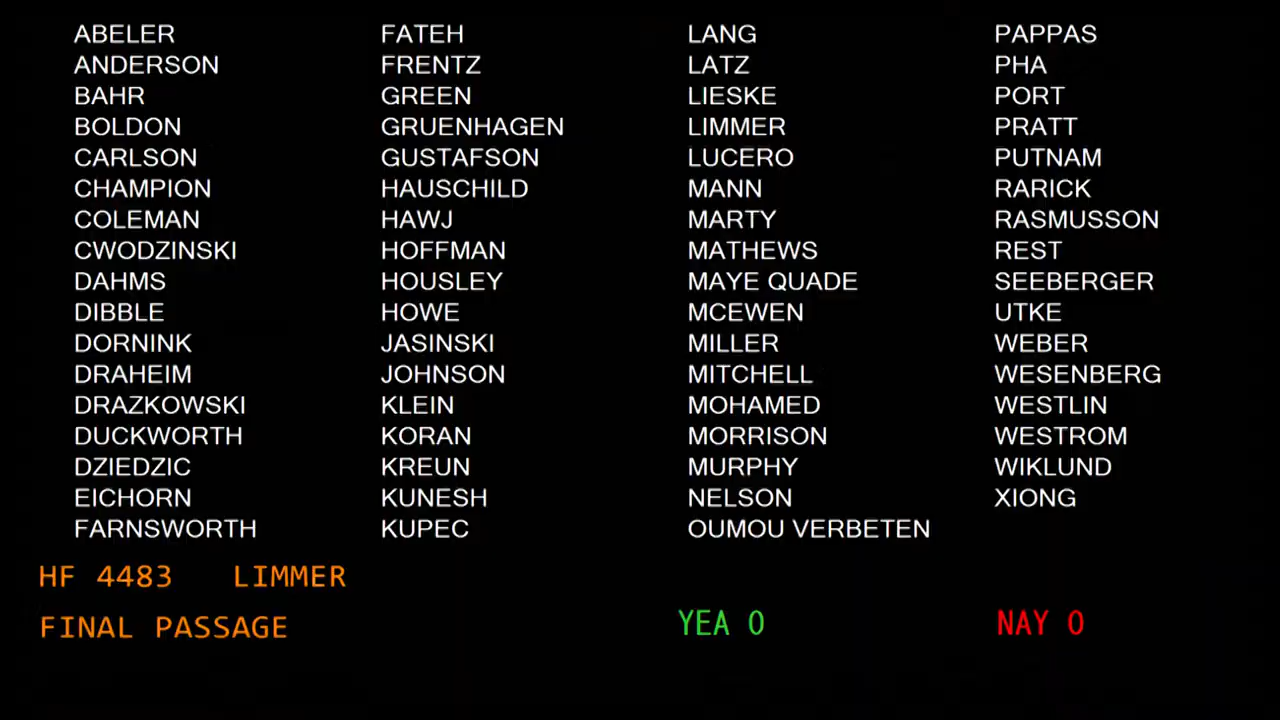 ABELER
ANDERSON
BAHR
BOLDON
CARLSON
CHAMPION
COLEMAN
CWODZINSKI
DAHMS
DIBBLE
DORNINK
DRAHEIM
DRAZKOWSKI
DUCKWORTH
DZIEDZIC
EICHORN
FARNSWORTH
FATEH
FRENTZ
GREEN
GRUENHAGEN
GUSTAFSON
HAUSCHILD
HAWJ
HOFFMAN
HOUSLEY
HOWE
JASINSKI
JOHNSON
KLEIN
KORAN
KREUN
KUNESH
KUPEC
LANG
LATZ
LIESKE
LIMMER
LUCERO
MANN
MARTY
MATHEWS
MAYE QUADE
MCEWEN
MILLER
MITCHELL
MOHAMED
MORRISON
MURPHY
NELSON
OUMOU VERBETEN
PAPPAS
PHA
PORT
PRATT
PUTNAM
RARICK
RASMUSSON
REST
SEEBERGER
UTKE
WEBER
WESENBERG
WESTLIN
WESTROM
WIKLUND
XIONG
HF 4483 LIMMER
FINAL PASSAGE
YEA 0
NAY 0